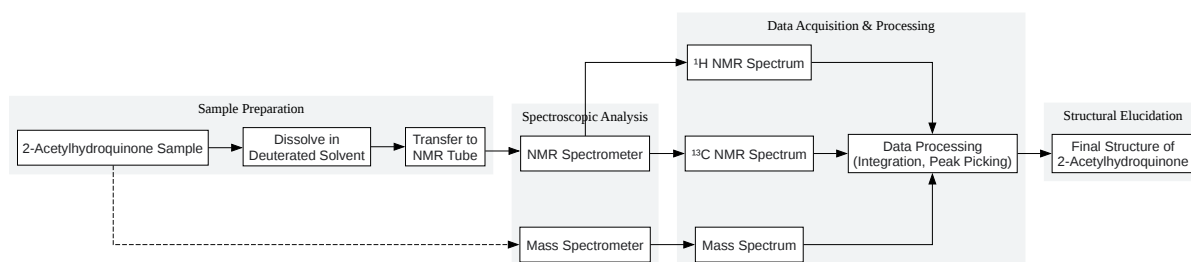 Data Acquisition & Processing
¹H NMR Spectrum
Sample Preparation
Spectroscopic Analysis
Structural Elucidation
2-Acetylhydroquinone Sample
Dissolve in
Deuterated Solvent
Transfer to
NMR Tube
NMR Spectrometer
¹³C NMR Spectrum
Data Processing
(Integration, Peak Picking)
Final Structure of
2-Acetylhydroquinone
Mass Spectrometer
Mass Spectrum